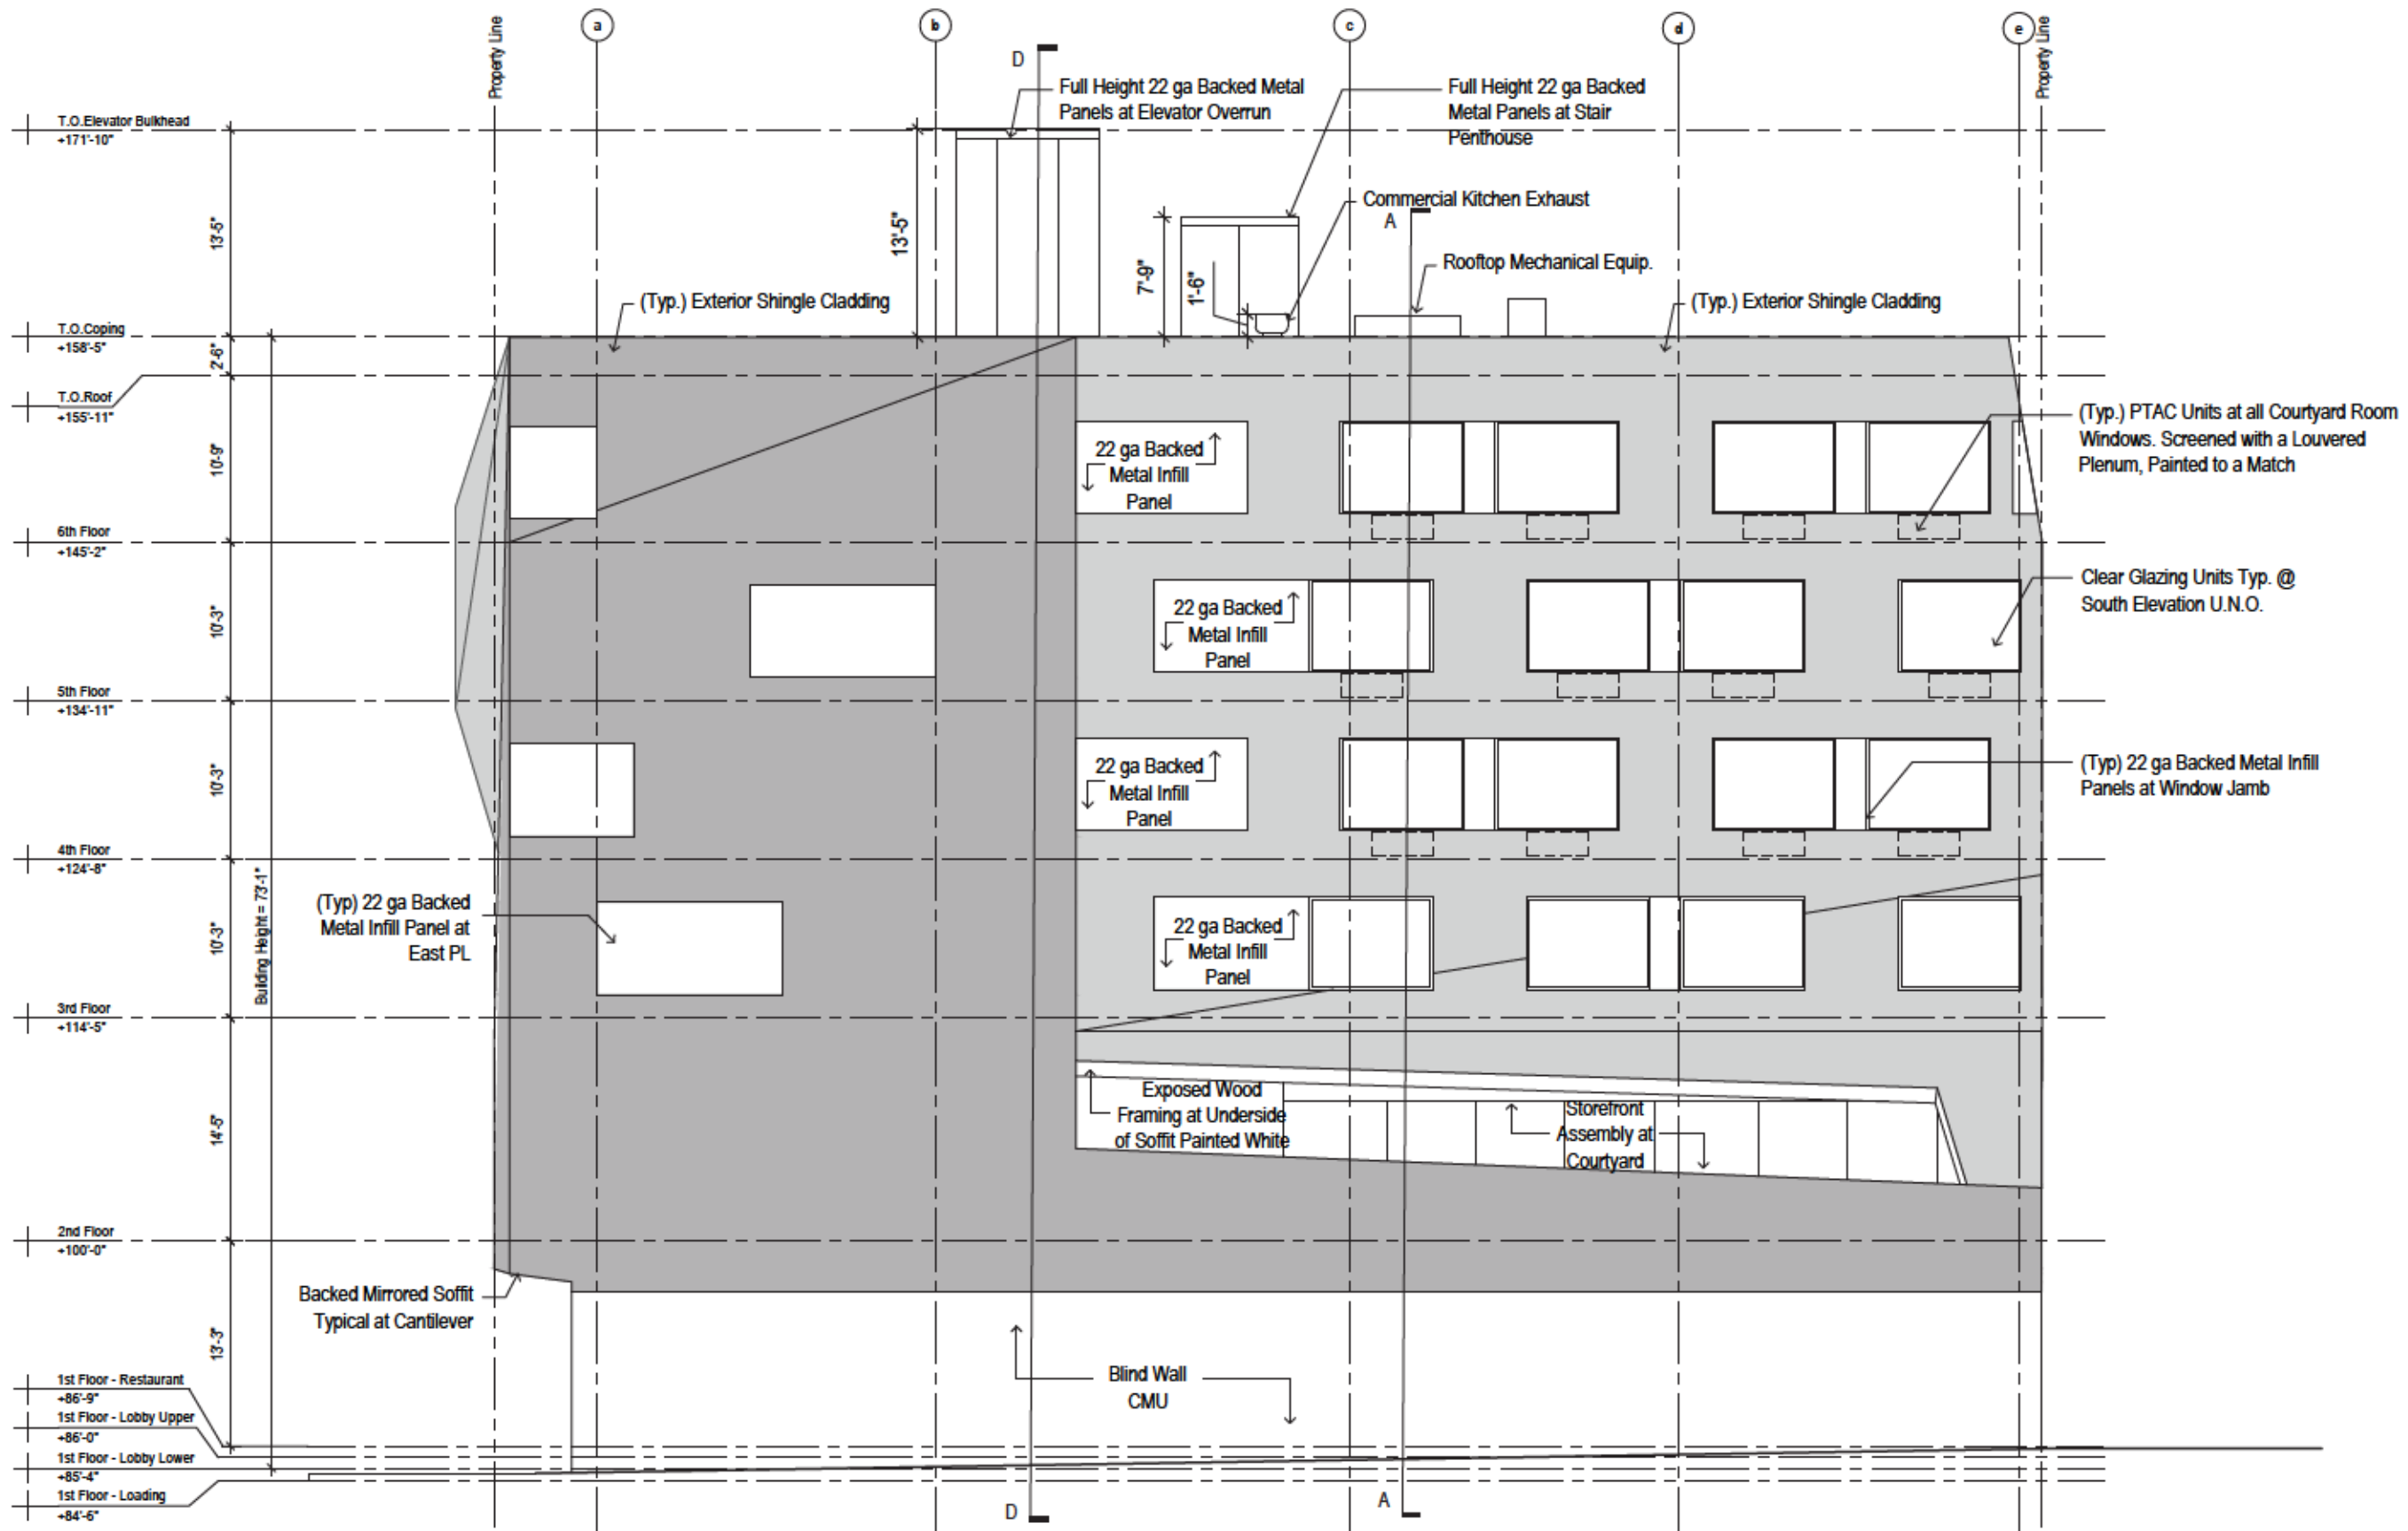 Property Line
a
b
c
d
e
Property Line
D
Full Height 22 ga Backed Metal
Panels at Elevator Overrun
Full Height 22 ga Backed
Metal Panels at Stair
Penthouse
T.O.Elevator Bulkhead
+171'-10"
Commercial Kitchen Exhaust
A
13'-5"
13'-5"
7'-9"
1'-6"
Rooftop Mechanical Equip.
(Typ.) Exterior Shingle Cladding
(Typ.) Exterior Shingle Cladding
T.O.Coping
+158'-5"
2'-6"
T.O.Roof
+155'-11"
(Typ.) PTAC Units at all Courtyard Room
Windows. Screened with a Louvered
Plenum, Painted to a Match
22 ga Backed
Metal Infill
Panel
10'-9"
6th Floor
+145'-2"
Clear Glazing Units Typ. @
South Elevation U.N.O.
22 ga Backed
Metal Infill
Panel
10'-3"
5th Floor
+134'-11"
22 ga Backed
Metal Infill
Panel
(Typ) 22 ga Backed Metal Infill
Panels at Window Jamb
10'-3"
4th Floor
+124'-8"
Building Height = 73'-1"
(Typ) 22 ga Backed
Metal Infill Panel at
East PL
22 ga Backed
Metal Infill
Panel
10'-3"
3rd Floor
+114'-5"
Exposed Wood
Framing at Underside
of Soffit Painted White
Storefront
Assembly at
Courtyard
14'-5"
2nd Floor
+100'-0"
Backed Mirrored Soffit
Typical at Cantilever
13'-3"
Blind Wall
CMU
1st Floor - Restaurant
+86'-9"
1st Floor - Lobby Upper
+86'-0"
1st Floor - Lobby Lower
+85'-4"
1st Floor - Loading
+84'-6"
D
A